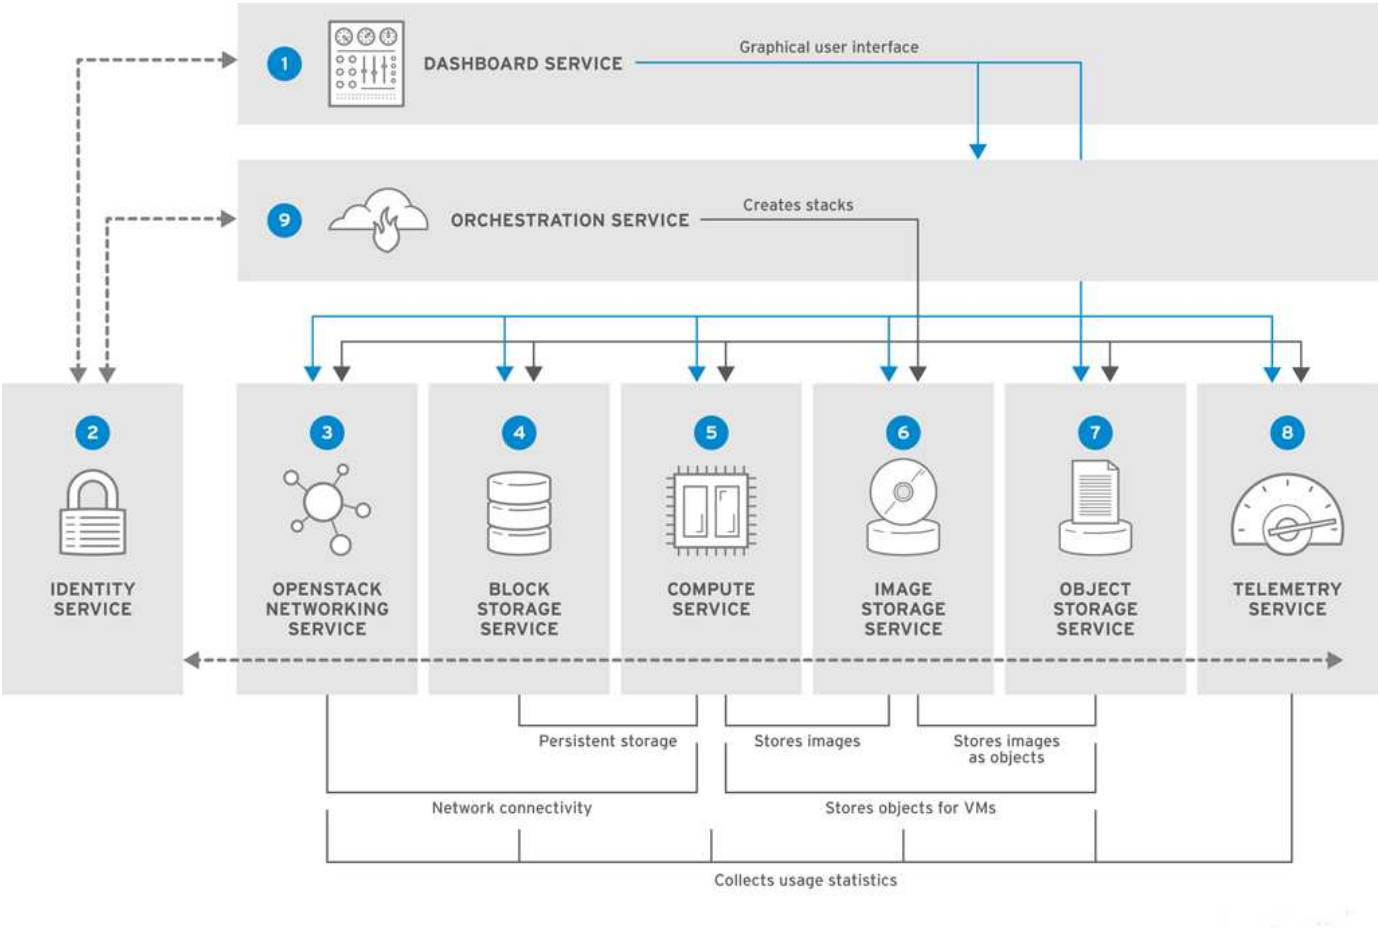 1
DASHBOARD SERVICE
Graphical user interface
9
ORCHESTRATION SERVICE
Creates stacks
2
IDENTITY
SERVICE
3
OPENSTACK
NETWORKING
SERVICE
4
BLOCK
STORAGE
SERVICE
5
COMPUTE
SERVICE
6
IMAGE
STORAGE
SERVICE
7
OBJECT
STORAGE
SERVICE
8
TELEMETRY
SERVICE
Persistent storage
Stores images
Stores images
as objects
Network connectivity
Stores objects for VMs
Collects usage statistics